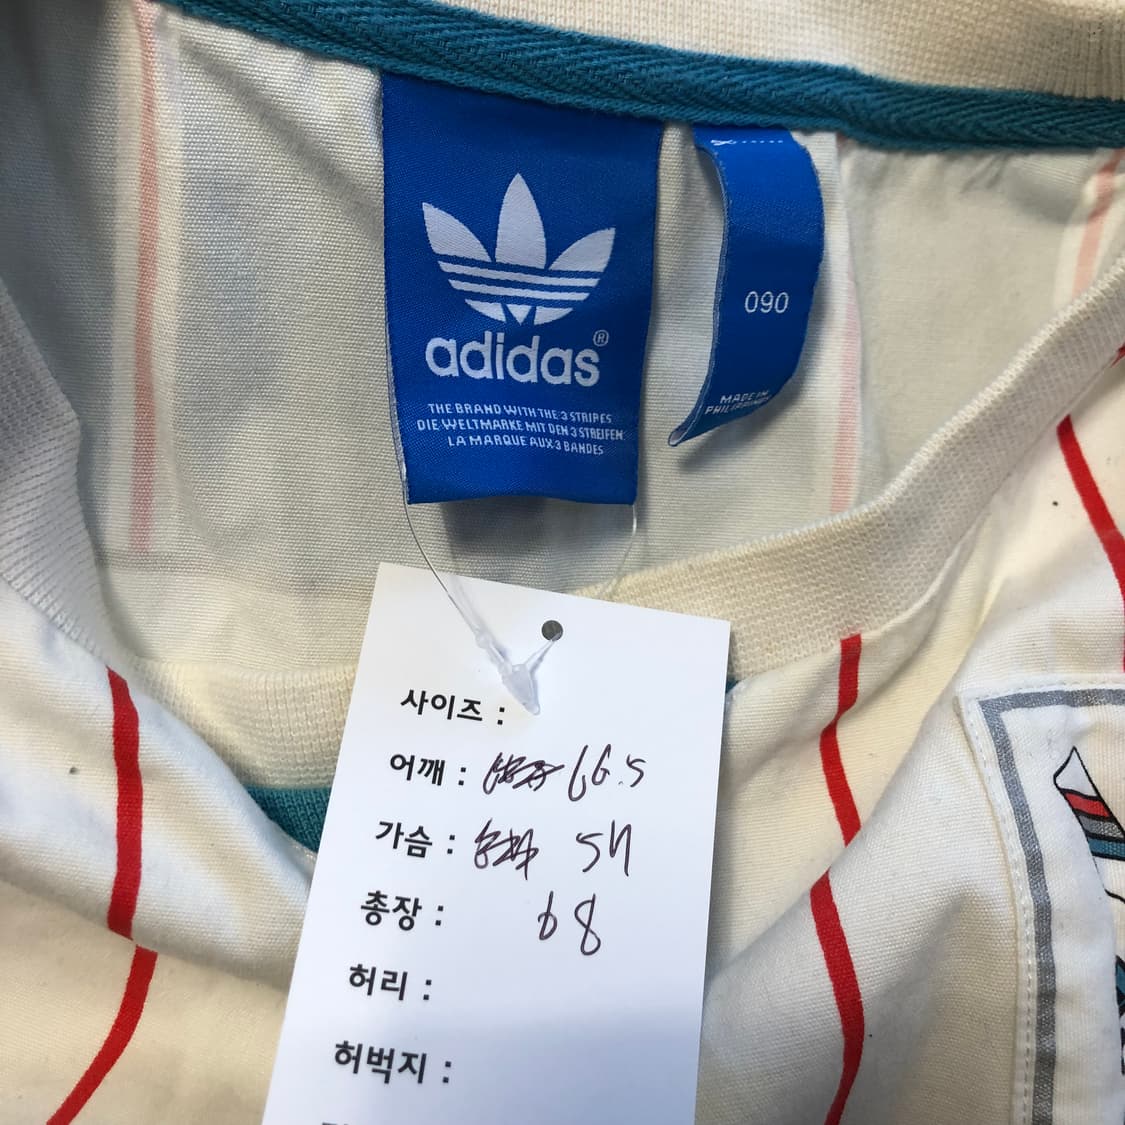 adidas®
THE BRAND WITH THE 3 STRIPES
DIE WELTMARKE MIT DEN 3 STREIFEN
LA MARQUE AUX 3 BANDES
090
MADE IN
PHILIPPINES
사이즈 :
어깨 : 66.5
가슴 : 54
총장 : 68
허리 :
허벅지 :